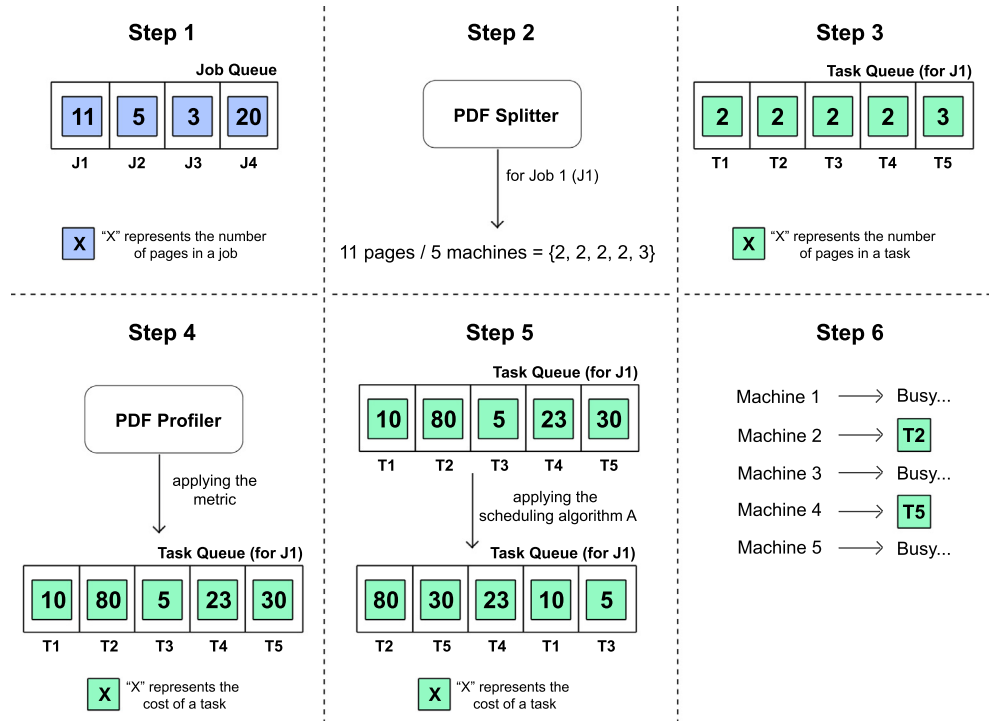 Step 1
Job Queue
11 5 3 20
J1 J2 J3 J4
X
“X” represents the number
of pages in a job
Step 2
PDF Splitter
for Job 1 (J1)
11 pages / 5 machines = {2, 2, 2, 2, 3}
Step 3
Task Queue (for J1)
2 2 2 2 3
T1 T2 T3 T4 T5
X
“X” represents the number
of pages in a task
Step 4
PDF Profiler
applying the
metric
Task Queue (for J1)
10 80 5 23 30
T1 T2 T3 T4 T5
X
“X” represents the
cost of a task
Step 5
Task Queue (for J1)
10 80 5 23 30
T1 T2 T3 T4 T5
applying the
scheduling algorithm A
Task Queue (for J1)
80 30 23 10 5
T2 T5 T4 T1 T3
X
“X” represents the
cost of a task
Step 6
Machine 1 Busy...
Machine 2 T2
Machine 3 Busy...
Machine 4 T5
Machine 5 Busy...